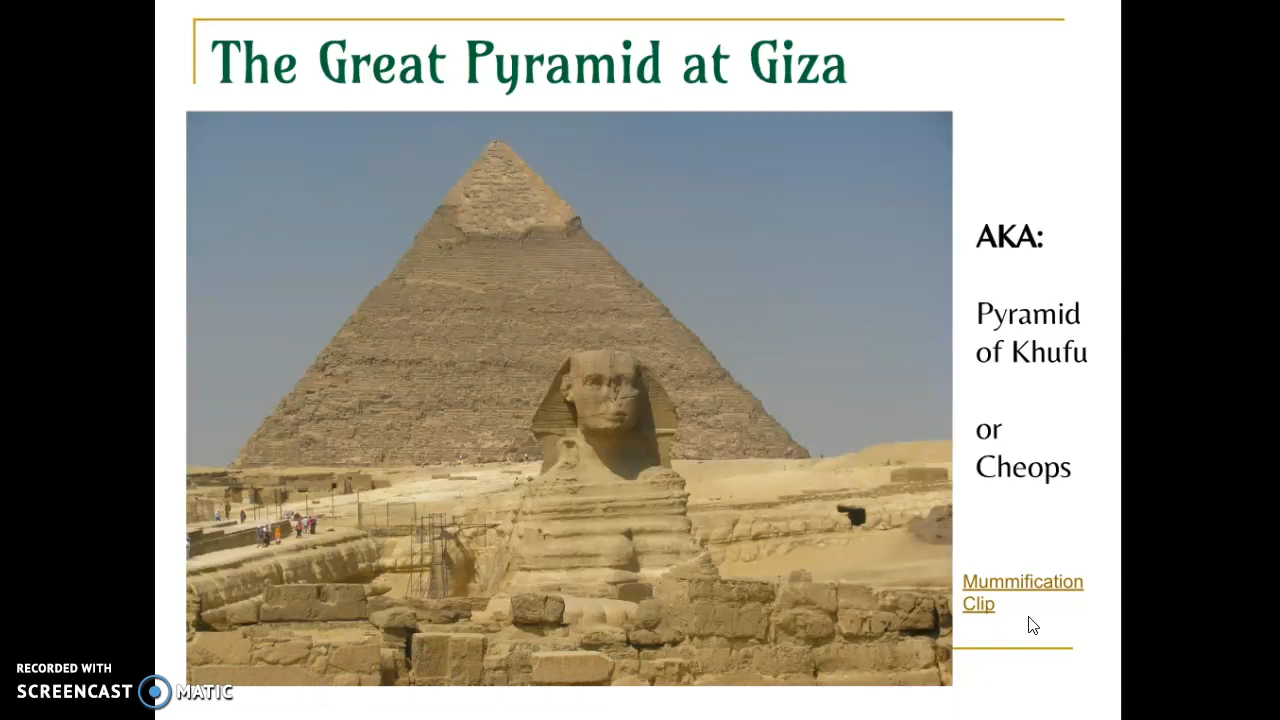 The Great Pyramid at Giza
AKA:
Pyramid
of Khufu
or
Cheops
Mummification
Clip
RECORDED WITH
SCREENCAST MATIC